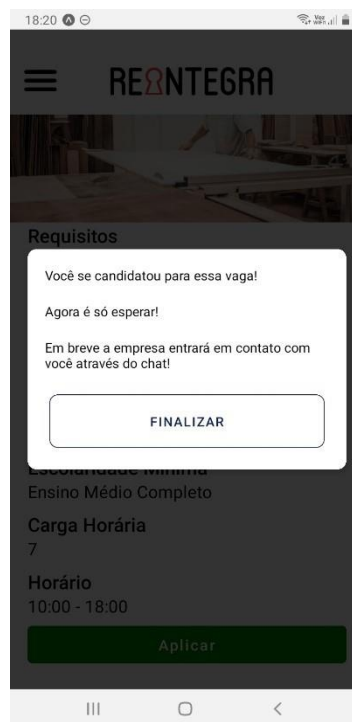 18:20
REINTEGRA
Requisitos
Você se candidatou para essa vaga!
Agora é só esperar!
Em breve a empresa entrará em contato com
você através do chat!
FINALIZAR
Escolaridade Mínima
Ensino Médio Completo
Carga Horária
7
Horário
10:00 - 18:00
Aplicar